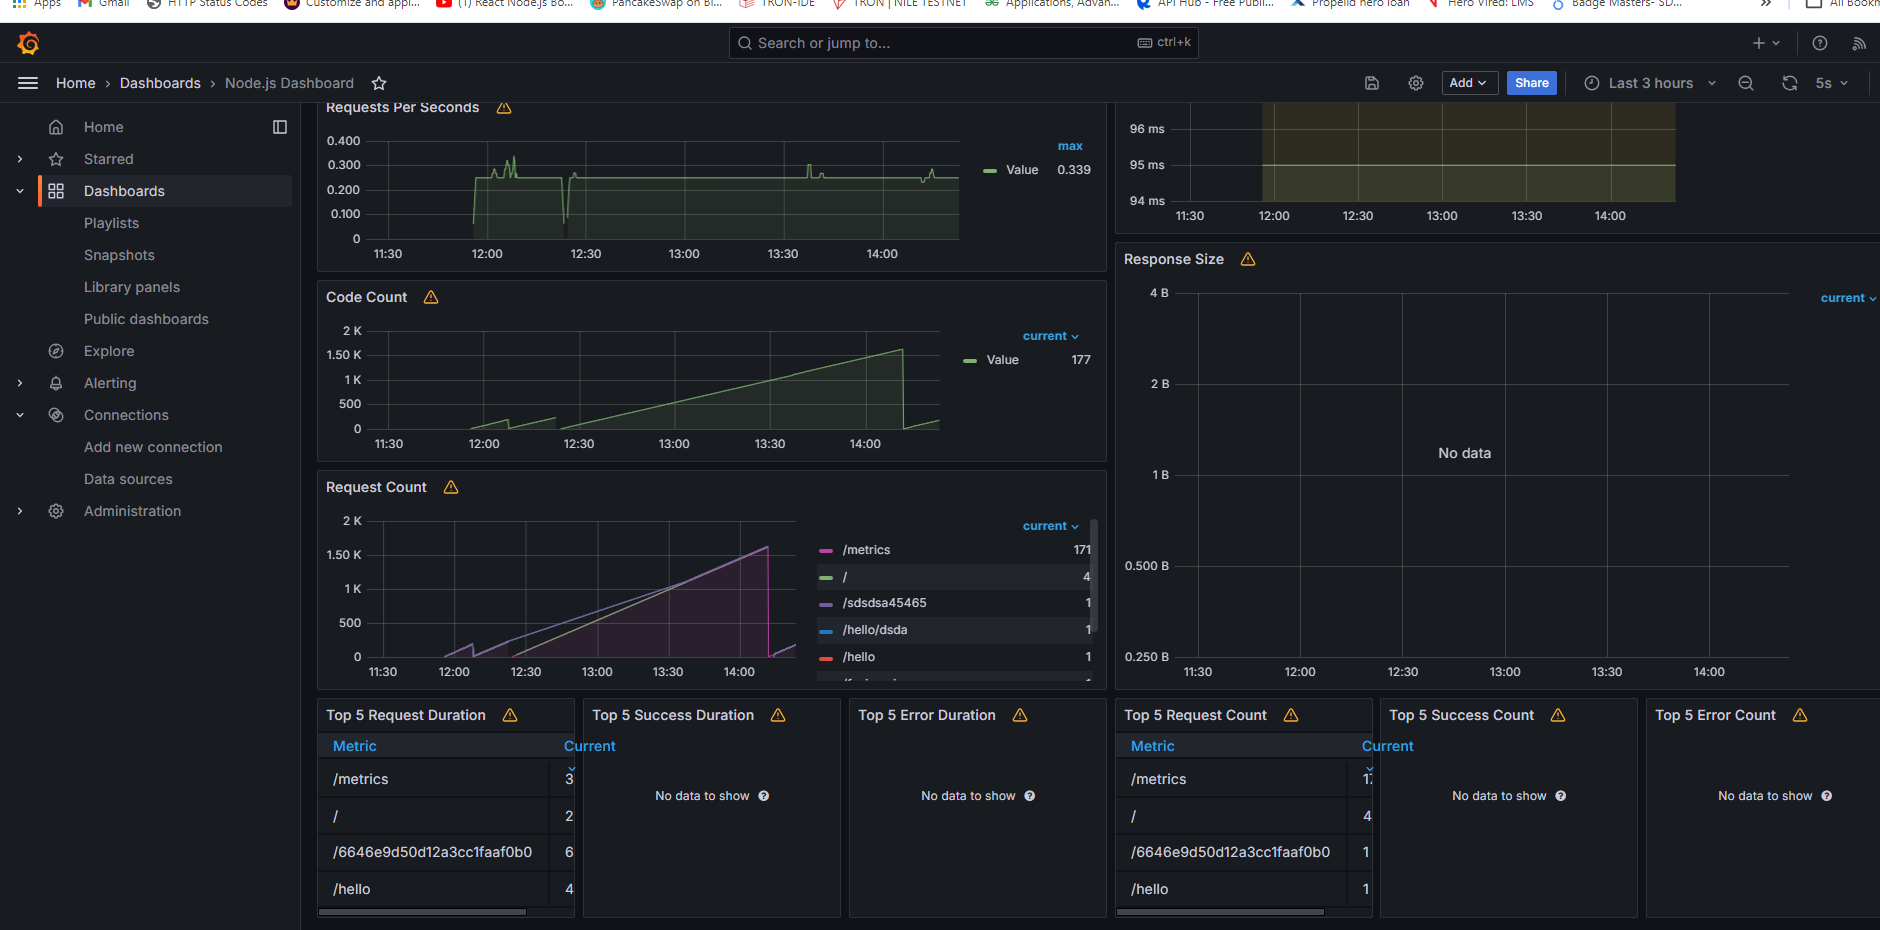 Apps
Gmail
HTTP Status Codes
Customize and appl...
(1) React Node.js Bo...
PancakeSwap on Bi...
TRON-IDE
TRON | NILE TESTNET
Applications, Advan...
API Hub - Free Publi...
Propelld hero loan
Hero Vired: LMS
Badge Masters- SD...
»
All Bookm
Search or jump to...
ctrl+k
Home › Dashboards › Node.js Dashboard
Add
Share
Last 3 hours
5s
Home
Starred
Dashboards
Playlists
Snapshots
Library panels
Public dashboards
Explore
Alerting
Connections
Add new connection
Data sources
Administration
Requests Per Seconds
0.400
0.300
0.200
0.100
0
11:30 12:00 12:30 13:00 13:30 14:00
max
Value 0.339
96 ms
95 ms
94 ms
11:30 12:00 12:30 13:00 13:30 14:00
Code Count
2 K
1.50 K
1 K
500
0
11:30 12:00 12:30 13:00 13:30 14:00
current
Value 177
Request Count
2 K
1.50 K
1 K
500
0
11:30 12:00 12:30 13:00 13:30 14:00
current
/metrics 171
/ 4
/sdsdsa45465 1
/hello/dsda 1
/hello 1
Response Size
4 B
2 B
1 B
0.500 B
0.250 B
11:30 12:00 12:30 13:00 13:30 14:00
No data
current
Top 5 Request Duration
Metric Current
/metrics 3
/ 2
/6646e9d50d12a3cc1faaf0b0 6
/hello 4
Top 5 Success Duration
No data to show
Top 5 Error Duration
No data to show
Top 5 Request Count
Metric Current
/metrics 17
/ 4
/6646e9d50d12a3cc1faaf0b0 1
/hello 1
Top 5 Success Count
No data to show
Top 5 Error Count
No data to show